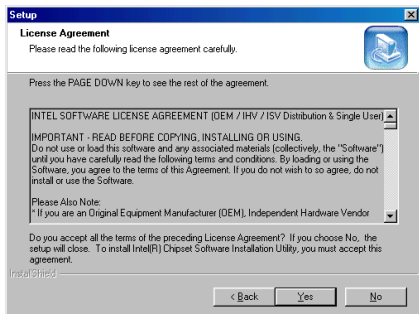 Setup
License Agreement
Please read the following license agreement carefully.
Press the PAGE DOWN key to see the rest of the agreement.
INTEL SOFTWARE LICENSE AGREEMENT (OEM / IHV / ISV Distribution & Single User)
IMPORTANT - READ BEFORE COPYING, INSTALLING OR USING.
Do not use or load this software and any associated materials (collectively, the "Software")
until you have carefully read the following terms and conditions. By loading or using the
Software, you agree to the terms of this Agreement. If you do not wish to so agree, do not
install or use the Software.
Please Also Note:
* If you are an Original Equipment Manufacturer (OEM), Independent Hardware Vendor
Do you accept all the terms of the preceding License Agreement? If you choose No, the
setup will close. To install Intel(R) Chipset Software Installation Utility, you must accept this
agreement.
InstallShield
< Back Yes No